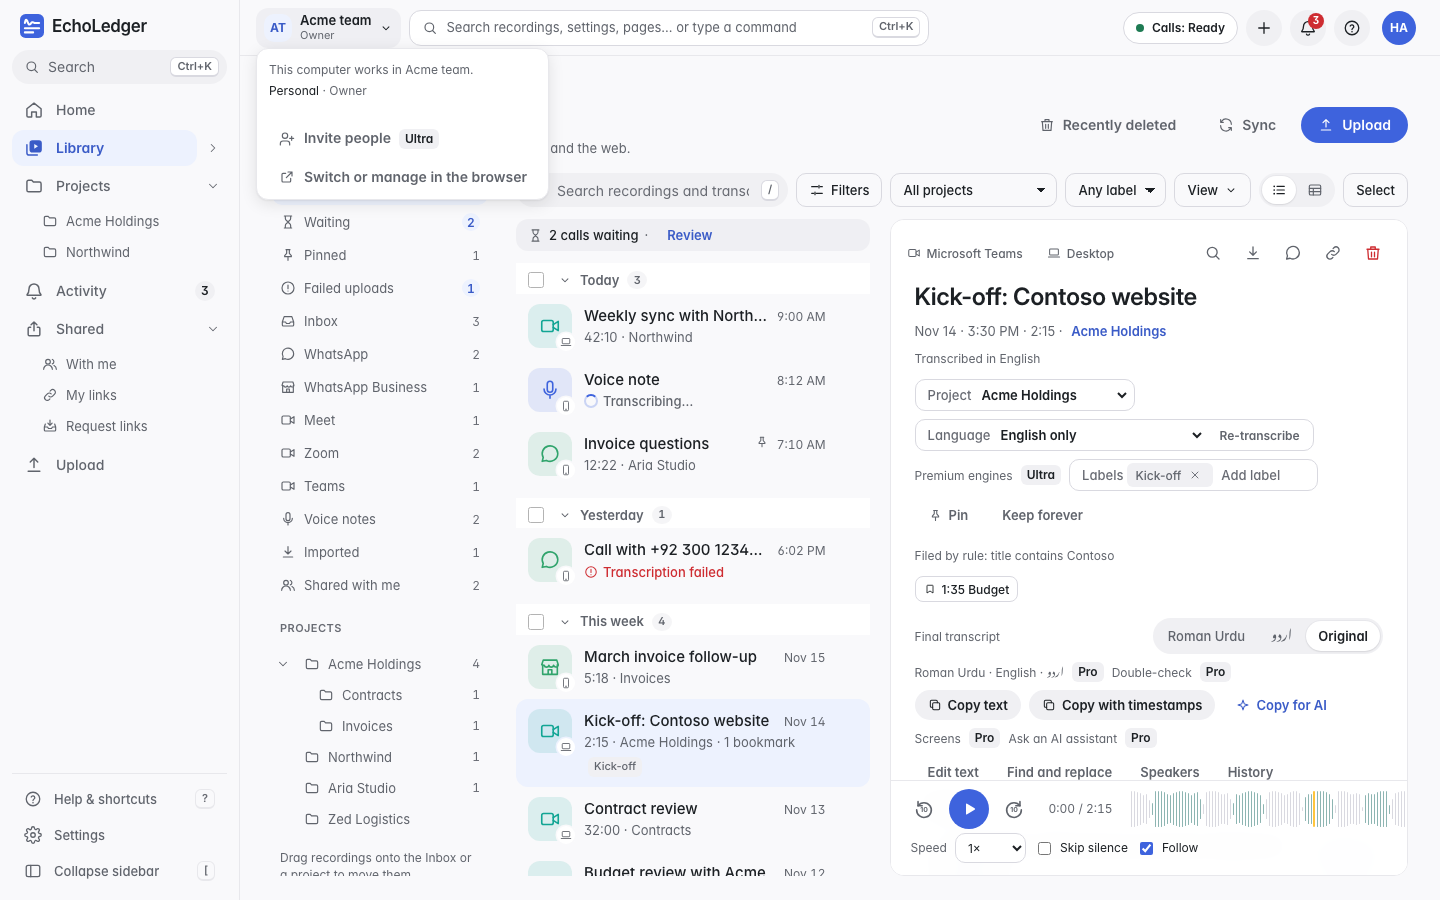 EchoLedger
Search Ctrl+K
Home
Library
Projects
Acme Holdings
Northwind
Activity 3
Shared
With me
My links
Request links
Upload
Help & shortcuts ?
Settings
Collapse sidebar [
AT Acme team
Owner
Search recordings, settings, pages... or type a command Ctrl+K
Calls: Ready
3
HA
This computer works in Acme team.
Personal · Owner
Invite people Ultra
Switch or manage in the browser
and the web.
Recently deleted
Sync
Upload
Search recordings and transc /
Filters
All projects
Any label
View
Select
Waiting 2
Pinned 1
Failed uploads 1
Inbox 3
WhatsApp 2
WhatsApp Business 1
Meet 1
Zoom 2
Teams 1
Voice notes 2
Imported 1
Shared with me 2
PROJECTS
Acme Holdings 4
Contracts 1
Invoices 1
Northwind 1
Aria Studio 1
Zed Logistics
Drag recordings onto the Inbox or
a project to move them
2 calls waiting · Review
Today 3
Weekly sync with North... 9:00 AM
42:10 · Northwind
Voice note 8:12 AM
Transcribing...
Invoice questions 7:10 AM
12:22 · Aria Studio
Yesterday 1
Call with +92 300 1234... 6:02 PM
Transcription failed
This week 4
March invoice follow-up Nov 15
5:18 · Invoices
Kick-off: Contoso website Nov 14
2:15 · Acme Holdings · 1 bookmark
Kick-off
Contract review Nov 13
32:00 · Contracts
Budget review with Acme Nov 12
Microsoft Teams Desktop
Kick-off: Contoso website
Nov 14 · 3:30 PM · 2:15 · Acme Holdings
Transcribed in English
Project Acme Holdings
Language English only Re-transcribe
Premium engines Ultra Labels Kick-off × Add label
Pin Keep forever
Filed by rule: title contains Contoso
1:35 Budget
Final transcript Roman Urdu اردو Original
Roman Urdu · English · اردو Pro Double-check Pro
Copy text Copy with timestamps Copy for AI
Screens Pro Ask an AI assistant Pro
Edit text Find and replace Speakers History
10 10 0:00 / 2:15
Speed 1× Skip silence Follow